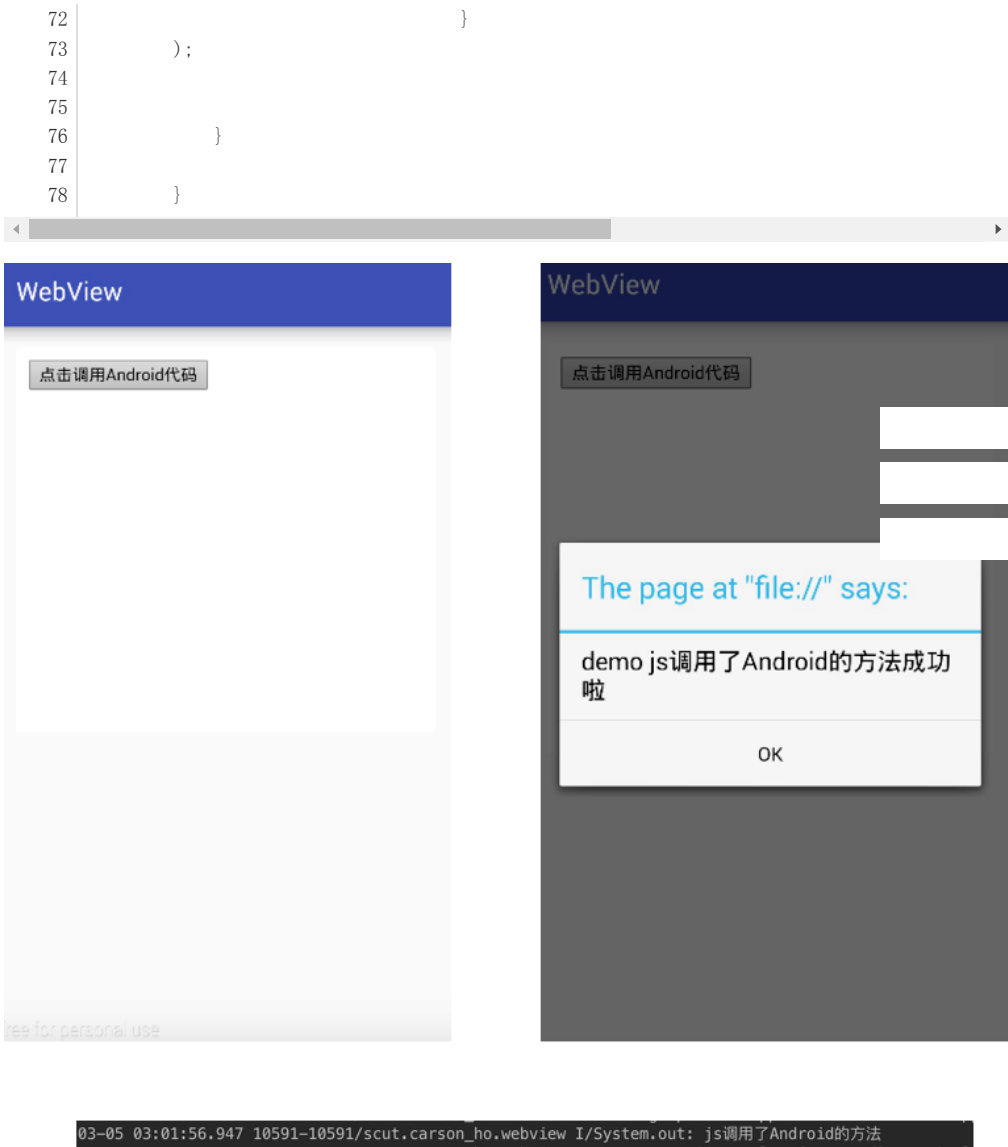 72 }
73 );
74
75
76 }
77
78 }
WebView
点击调用Android代码
free for personal use
WebView
点击调用Android代码
The page at "file://" says:
demo js调用了Android的方法成功
啦
OK
03-05 03:01:56.947 10591-10591/scut.carson_ho.webview I/System.out: js调用了Android的方法